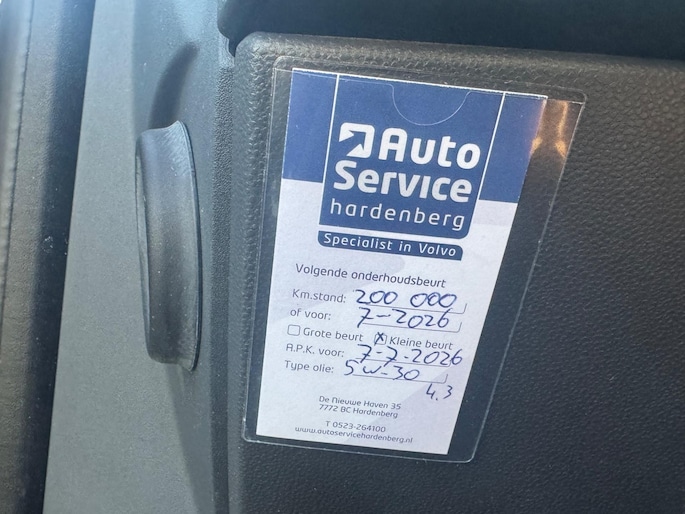 Auto
Service
hardenberg
Specialist in Volvo
Volgende onderhoudsbeurt
Km.stand: 200 000
of voor: 7-2026
Grote beurt x Kleine beurt
A.P.K. voor: 7-7-2026
Type olie: 5w-30
4.3
De Nieuwe Haven 35
7772 BC Hardenberg
T 0523-264100
www.autoservicehardenberg.nl